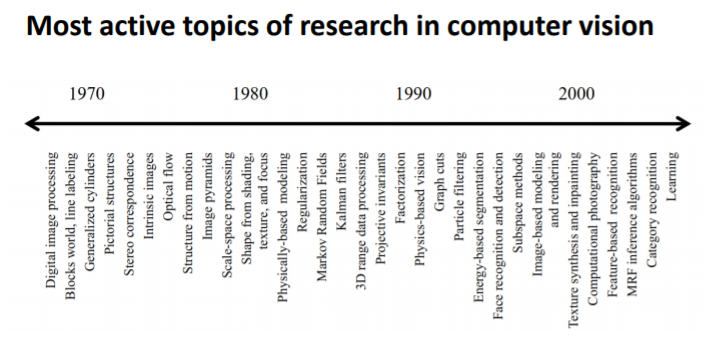 Most active topics of research in computer vision
1970 1980 1990 2000
Digital image processing
Blocks world, line labeling
Generalized cylinders
Pictorial structures
Stereo correspondence
Intrinsic images
Optical flow
Structure from motion
Image pyramids
Scale-space processing
Shape from shading,
texture, and focus
Physically-based modeling
Regularization
Markov Random Fields
Kalman filters
3D range data processing
Projective invariants
Factorization
Physics-based vision
Graph cuts
Particle filtering
Energy-based segmentation
Face recognition and detection
Subspace methods
Image-based modeling
and rendering
Texture synthesis and inpainting
Computational photography
Feature-based recognition
MRF inference algorithms
Category recognition
Learning